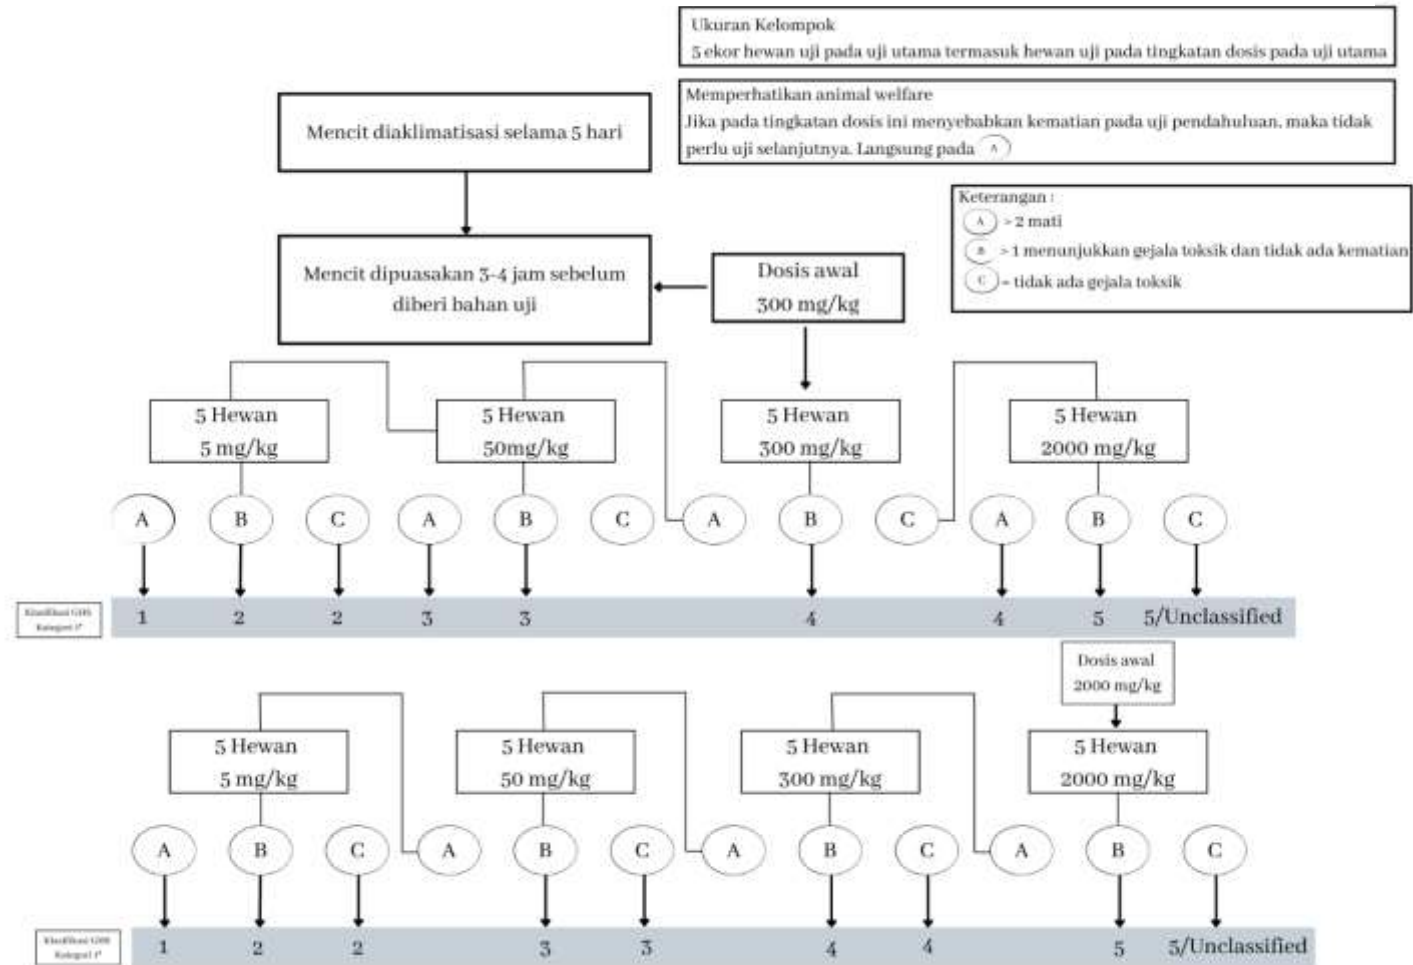 Ukuran Kelompok
5 ekor hewan uji pada uji utama termasuk hewan uji pada tingkatan dosis pada uji utama
Memperhatikan animal welfare
Jika pada tingkatan dosis ini menyebabkan kematian pada uji pendahuluan, maka tidak
perlu uji selanjutnya. Langsung pada A
Mencit diaklimatisasi selama 5 hari
Keterangan :
A > 2 mati
B > 1 menunjukkan gejala toksik dan tidak ada kematian
C = tidak ada gejala toksik
Mencit dipuasakan 3-4 jam sebelum
diberi bahan uji
Dosis awal
300 mg/kg
5 Hewan
5 mg/kg
5 Hewan
50mg/kg
5 Hewan
300 mg/kg
5 Hewan
2000 mg/kg
A B C A B C A B C A B C
Klasifikasi GHS
Kategori
1 2 2 3 3 4 4 5 5/Unclassified
Dosis awal
2000 mg/kg
5 Hewan
5 mg/kg
5 Hewan
50 mg/kg
5 Hewan
300 mg/kg
5 Hewan
2000 mg/kg
A B C A B C A B C A B C
Klasifikasi GHS
Kategori
1 2 2 3 3 4 4 5 5/Unclassified